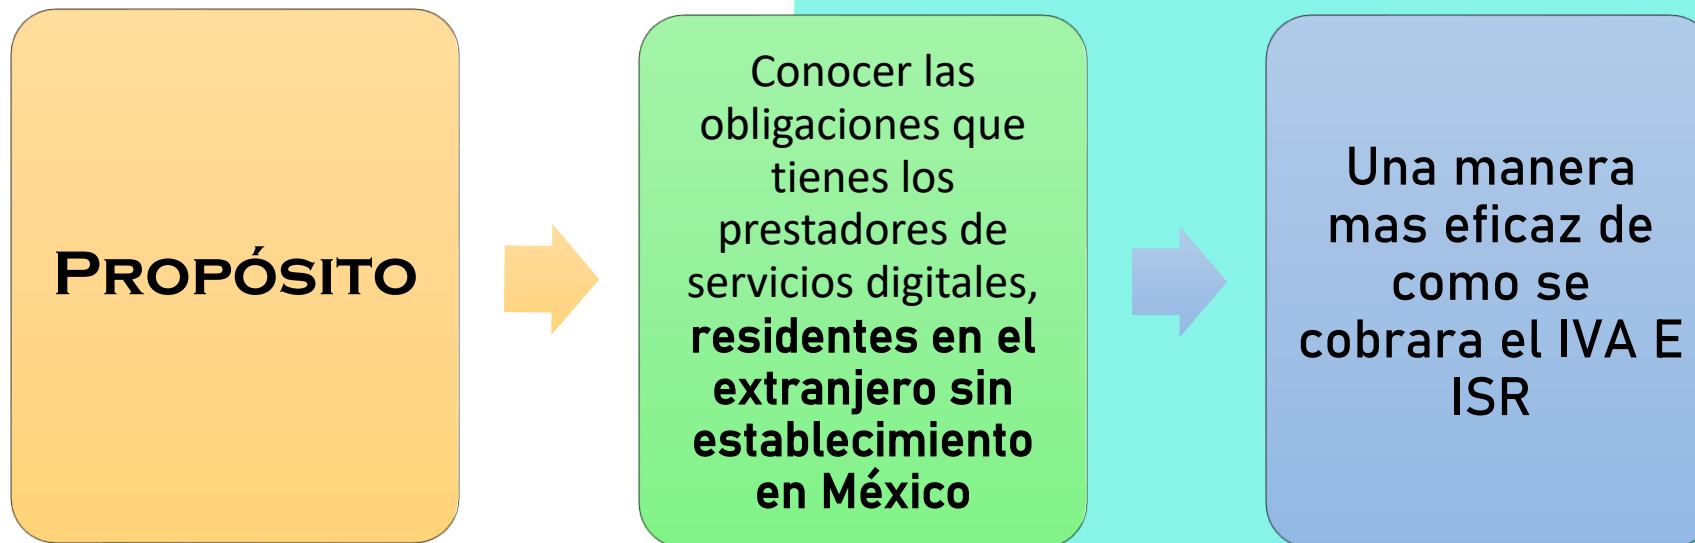 PROPÓSITO
Conocer las
obligaciones que
tienes los
prestadores de
servicios digitales,
residentes en el
extranjero sin
establecimiento
en México
Una manera
mas eficaz de
como se
cobrara el IVA E
ISR